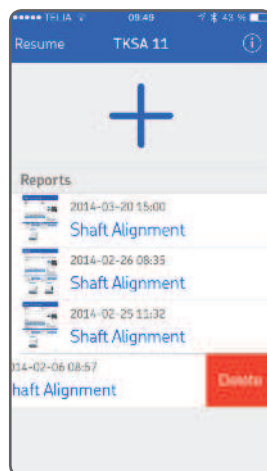 TELIA 09:49 43 %
Resume TKSA 11
Reports
2014-03-20 15:00
Shaft Alignment
2014-02-26 08:35
Shaft Alignment
2014-02-25 11:32
Shaft Alignment
014-02-06 08:57
haft Alignment
Delete